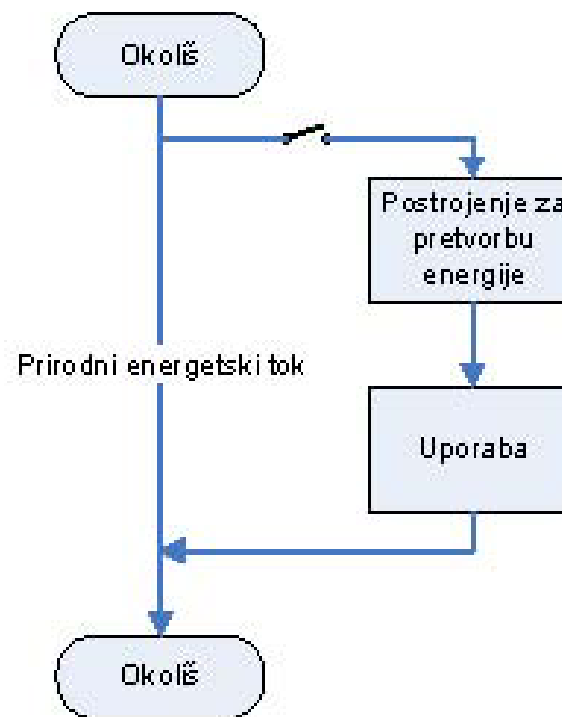 Okoliš
Postrojenje za
pretvorbu
energije
Prirodni energetski tok
Uporaba
Okoliš